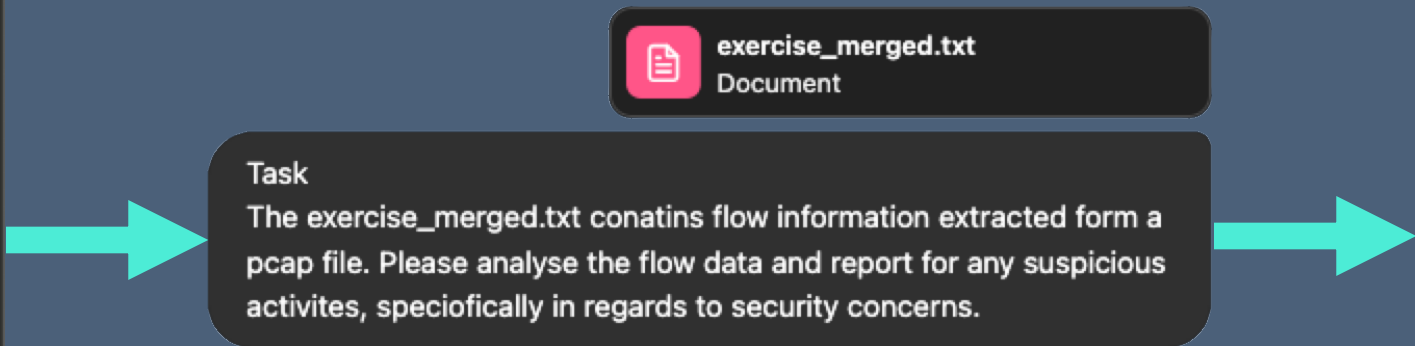 exercise_merged.txt
Document
Task
The exercise_merged.txt conatins flow information extracted form a
pcap file. Please analyse the flow data and report for any suspicious
activites, speciofically in regards to security concerns.